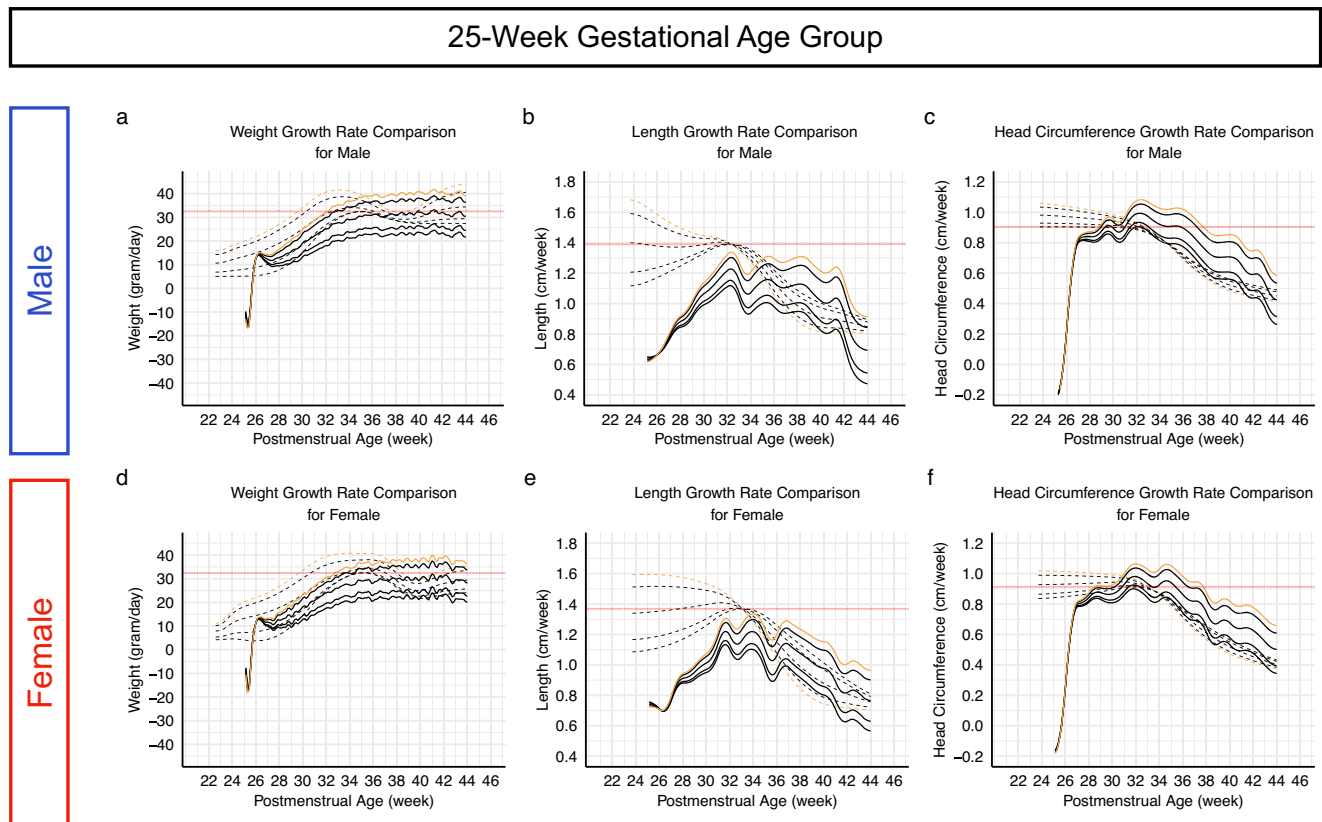 25-Week Gestational Age Group
Male
a
Weight Growth Rate Comparison
for Male
Weight (gram/day)
40
30
20
10
0
−10
−20
−30
−40
22 24 26 28 30 32 34 36 38 40 42 44 46
Postmenstrual Age (week)
b
Length Growth Rate Comparison
for Male
Length (cm/week)
1.8
1.6
1.4
1.2
1.0
0.8
0.6
0.4
22 24 26 28 30 32 34 36 38 40 42 44 46
Postmenstrual Age (week)
c
Head Circumference Growth Rate Comparison
for Male
Head Circumference (cm/week)
1.2
1.0
0.8
0.6
0.4
0.2
0.0
−0.2
22 24 26 28 30 32 34 36 38 40 42 44 46
Postmenstrual Age (week)
Female
d
Weight Growth Rate Comparison
for Female
Weight (gram/day)
40
30
20
10
0
−10
−20
−30
−40
22 24 26 28 30 32 34 36 38 40 42 44 46
Postmenstrual Age (week)
e
Length Growth Rate Comparison
for Female
Length (cm/week)
1.8
1.6
1.4
1.2
1.0
0.8
0.6
0.4
22 24 26 28 30 32 34 36 38 40 42 44 46
Postmenstrual Age (week)
f
Head Circumference Growth Rate Comparison
for Female
Head Circumference (cm/week)
1.2
1.0
0.8
0.6
0.4
0.2
0.0
−0.2
22 24 26 28 30 32 34 36 38 40 42 44 46
Postmenstrual Age (week)